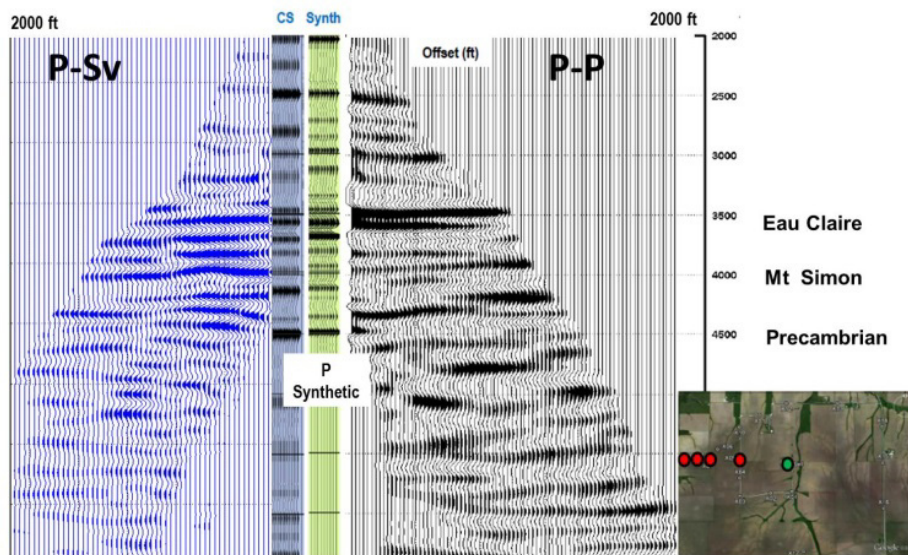 2000 ft
CS
Synth
2000 ft
P-Sv
Offset (ft)
P-P
2000
2500
3000
3500
Eau Claire
4000
Mt Simon
4500
Precambrian
P
Synthetic
Google